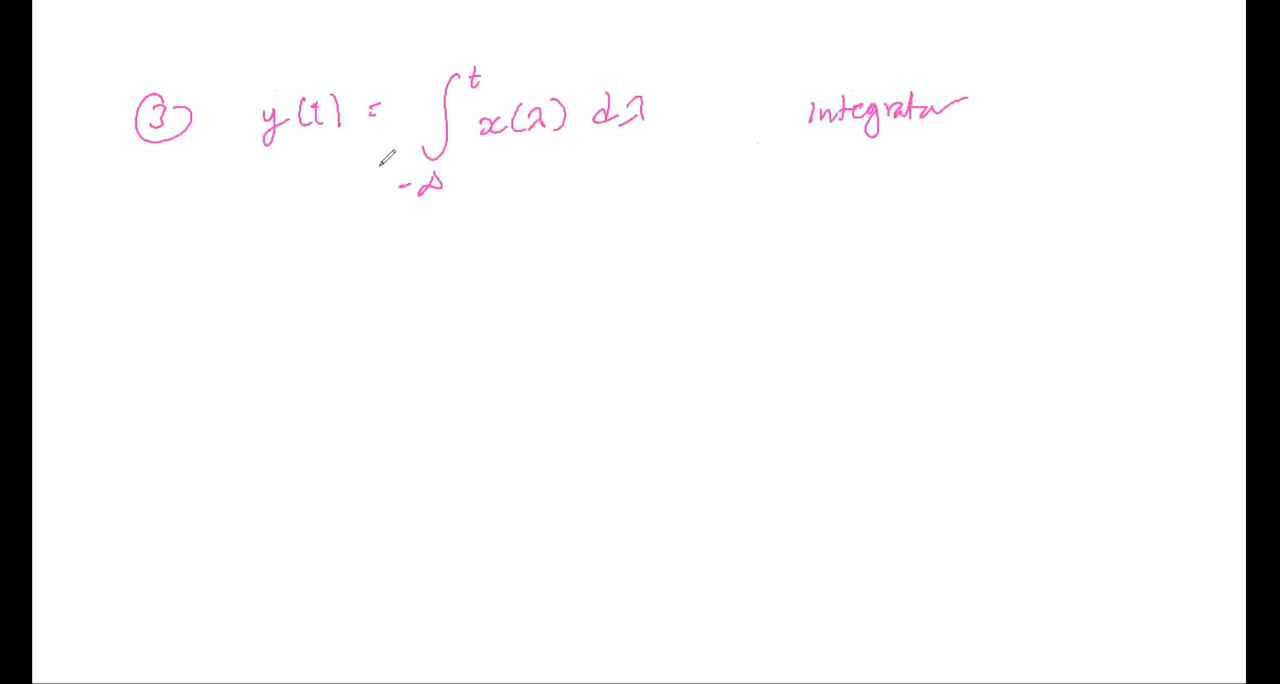 ③ y(t) = ∫_{-∞}^{t} x(λ) dλ integrator